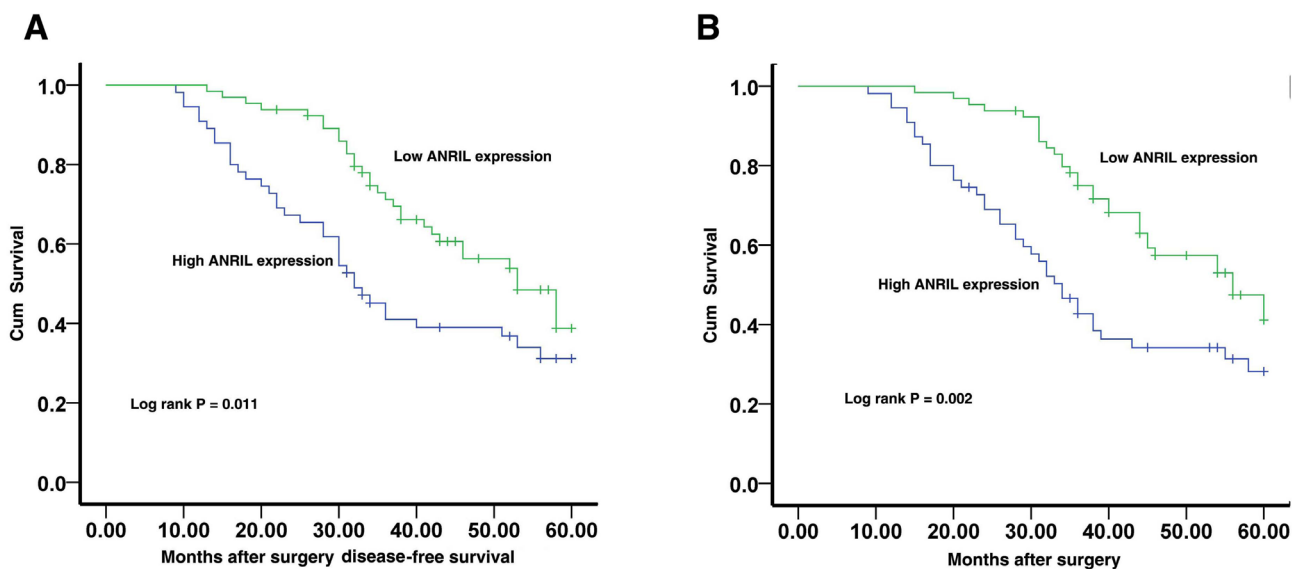 A
Cum Survival
1.0
0.8
0.6
0.4
0.2
0.0
Low ANRIL expression
High ANRIL expression
Log rank P = 0.011
0.00 10.00 20.00 30.00 40.00 50.00 60.00
Months after surgery disease-free survival
B
Cum Survival
1.0
0.8
0.6
0.4
0.2
0.0
Low ANRIL expression
High ANRIL expression
Log rank P = 0.002
0.00 10.00 20.00 30.00 40.00 50.00 60.00
Months after surgery